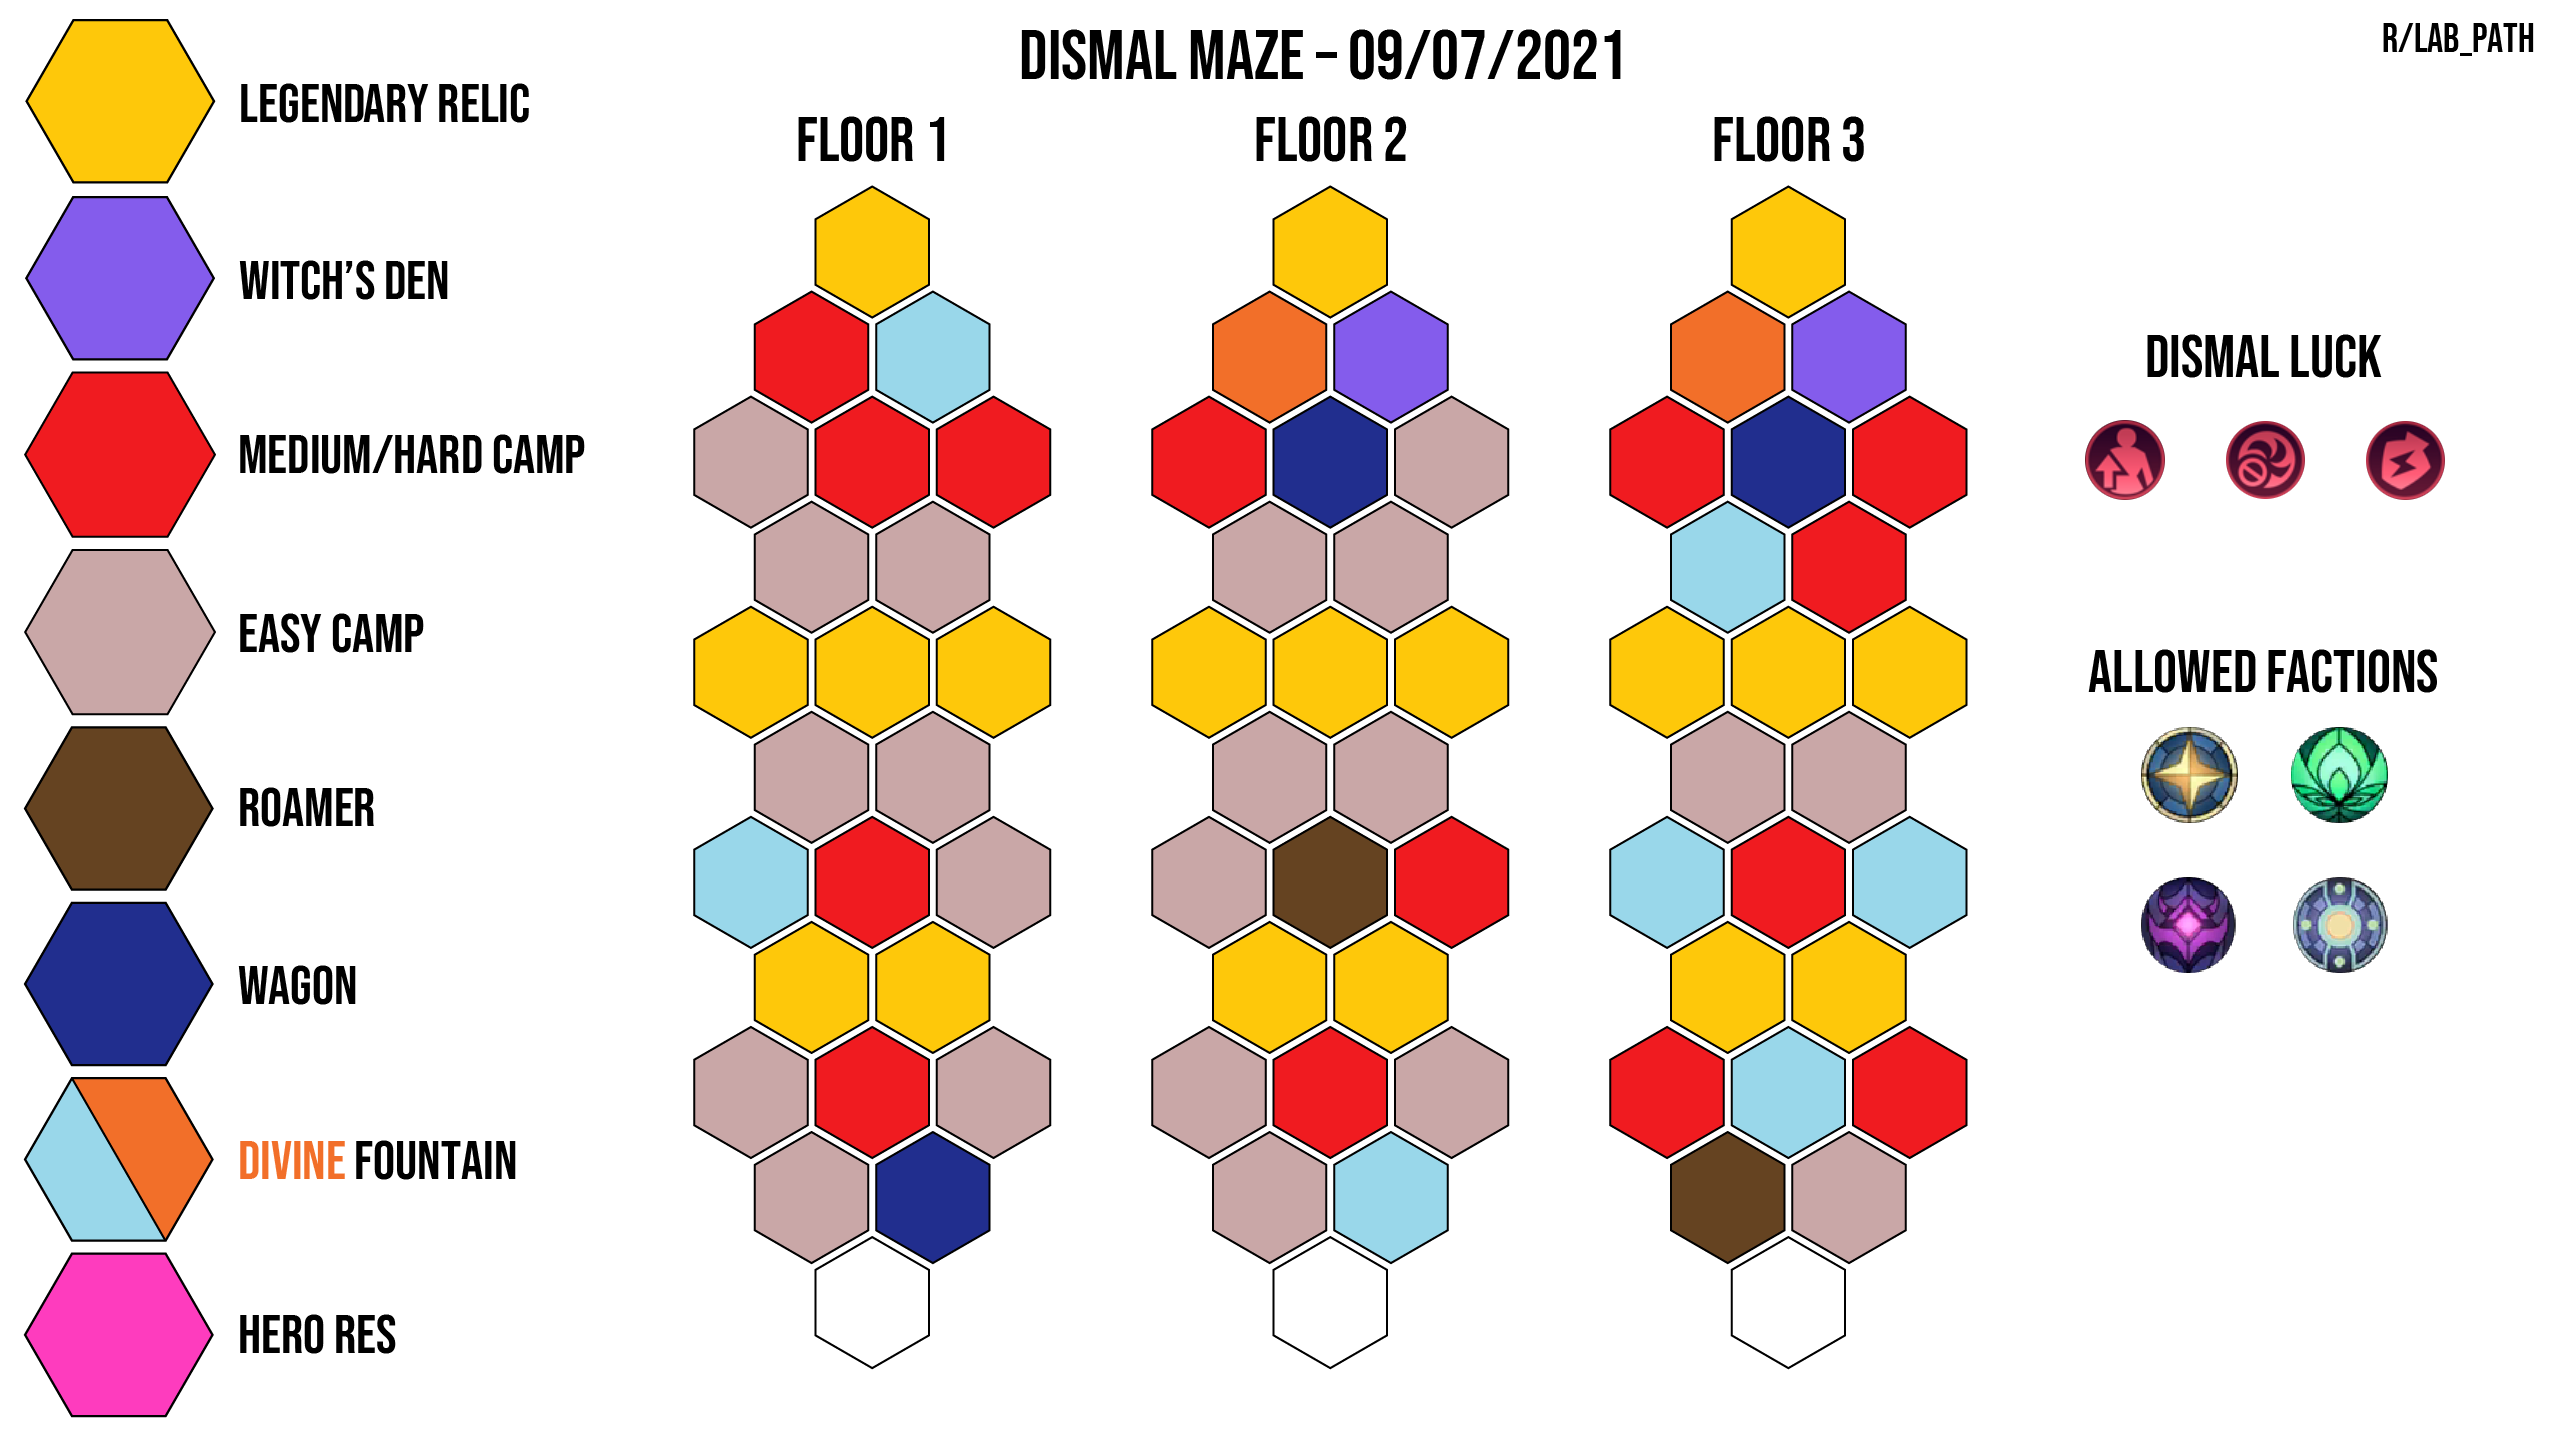 DISMAL MAZE – 09/07/2021
R/LAB_PATH
LEGENDARY RELIC
WITCH’S DEN
MEDIUM/HARD CAMP
EASY CAMP
ROAMER
WAGON
DIVINE FOUNTAIN
HERO RES
FLOOR 1
FLOOR 2
FLOOR 3
DISMAL LUCK
ALLOWED FACTIONS